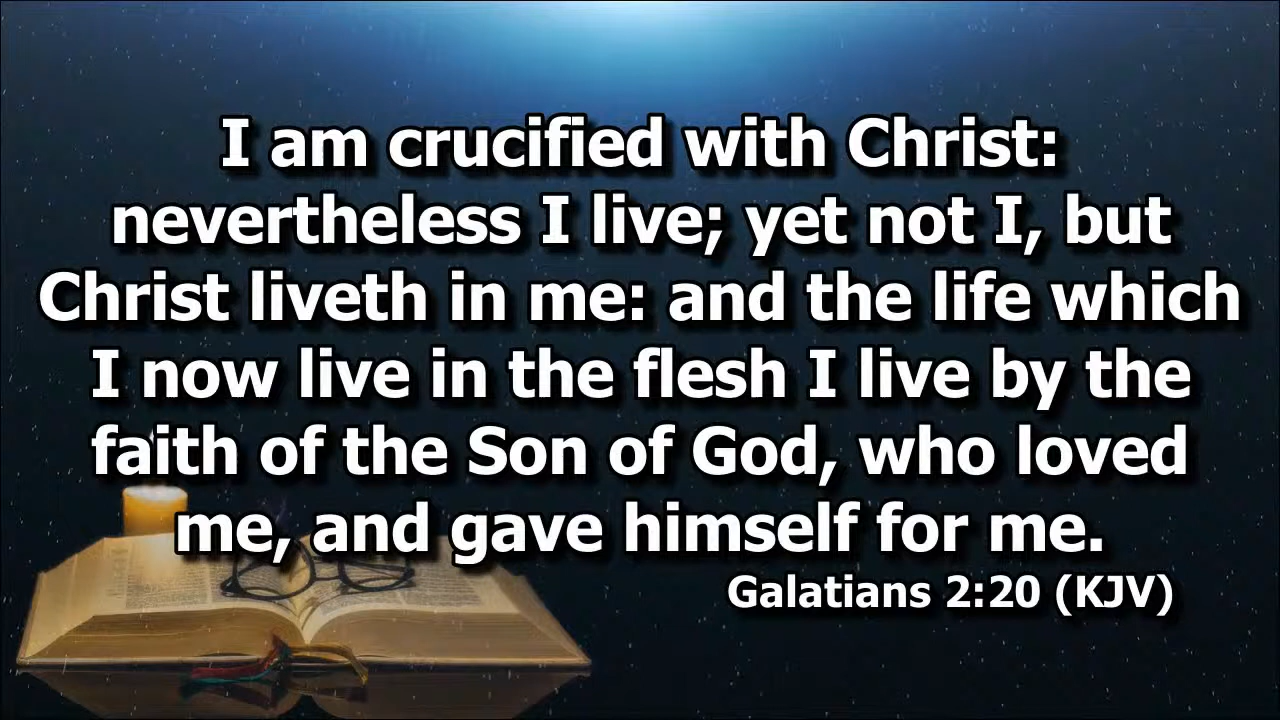 I am crucified with Christ:
nevertheless I live; yet not I, but
Christ liveth in me: and the life which
I now live in the flesh I live by the
faith of the Son of God, who loved
me, and gave himself for me.
Galatians 2:20 (KJV)